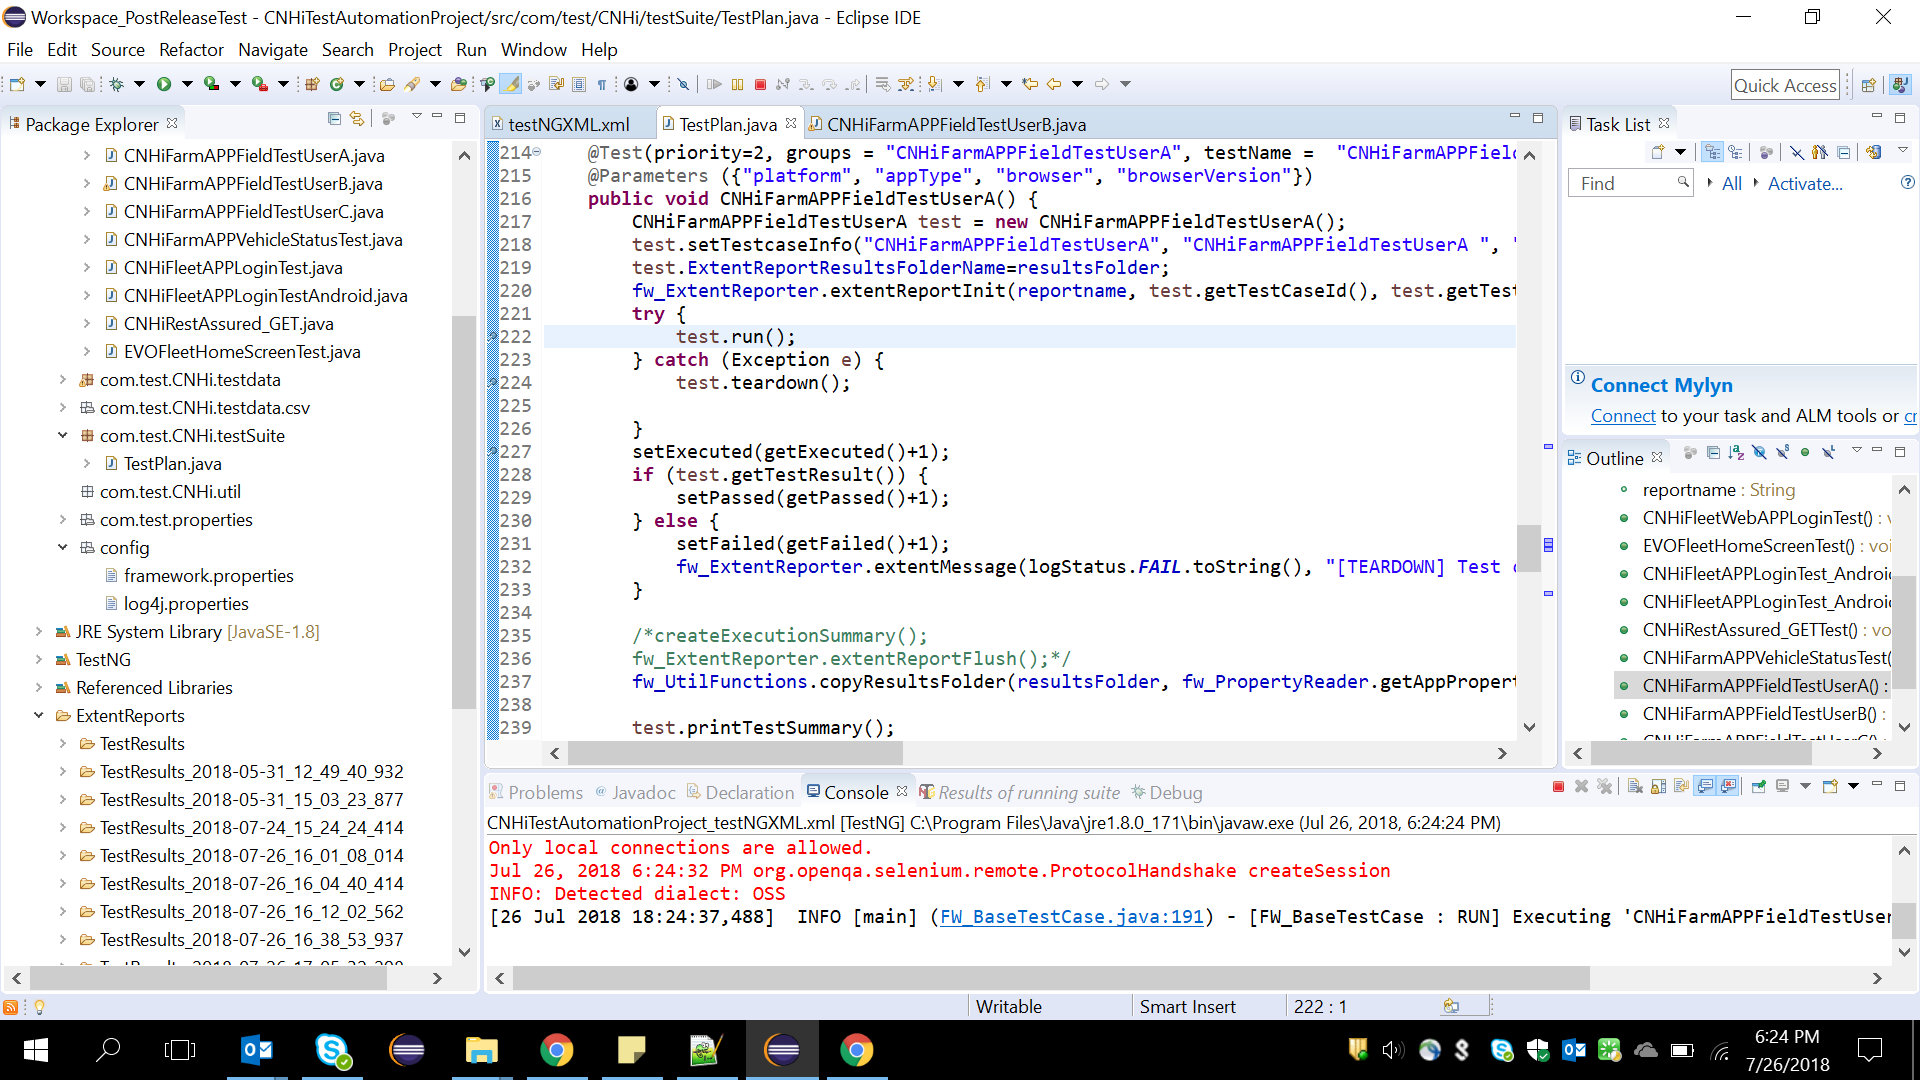 Workspace_PostReleaseTest - CNHiTestAutomationProject/src/com/test/CNHi/testSuite/TestPlan.java - Eclipse IDE
File Edit Source Refactor Navigate Search Project Run Window Help
Quick Access
Package Explorer
CNHiFarmAPPFieldTestUserA.java
CNHiFarmAPPFieldTestUserB.java
CNHiFarmAPPFieldTestUserC.java
CNHiFarmAPPVehicleStatusTest.java
CNHiFleetAPPLoginTest.java
CNHiFleetAPPLoginTestAndroid.java
CNHiRestAssured_GET.java
EVOFleetHomeScreenTest.java
com.test.CNHi.testdata
com.test.CNHi.testdata.csv
com.test.CNHi.testSuite
TestPlan.java
com.test.CNHi.util
com.test.properties
config
framework.properties
log4j.properties
JRE System Library [JavaSE-1.8]
TestNG
Referenced Libraries
ExtentReports
TestResults
TestResults_2018-05-31_12_49_40_932
TestResults_2018-05-31_15_03_23_877
TestResults_2018-07-24_15_24_24_414
TestResults_2018-07-26_16_01_08_014
TestResults_2018-07-26_16_04_40_414
TestResults_2018-07-26_16_12_02_562
TestResults_2018-07-26_16_38_53_937
testNGXML.xml TestPlan.java CNHiFarmAPPFieldTestUserB.java
214 @Test(priority=2, groups = "CNHiFarmAPPFieldTestUserA", testName = "CNHiFarmAPPFiel
215 @Parameters ({"platform", "appType", "browser", "browserVersion"})
216 public void CNHiFarmAPPFieldTestUserA() {
217 CNHiFarmAPPFieldTestUserA test = new CNHiFarmAPPFieldTestUserA();
218 test.setTestcaseInfo("CNHiFarmAPPFieldTestUserA", "CNHiFarmAPPFieldTestUserA ", "
219 test.ExtentReportResultsFolderName=resultsFolder;
220 fw_ExtentReporter.extentReportInit(reportname, test.getTestCaseId(), test.getTest
221 try {
222 test.run();
223 } catch (Exception e) {
224 test.teardown();
225
226 }
227 setExecuted(getExecuted()+1);
228 if (test.getTestResult()) {
229 setPassed(getPassed()+1);
230 } else {
231 setFailed(getFailed()+1);
232 fw_ExtentReporter.extentMessage(logStatus.FAIL.toString(), "[TEARDOWN] Test
233 }
234
235 /*createExecutionSummary();
236 fw_ExtentReporter.extentReportFlush();*/
237 fw_UtilFunctions.copyResultsFolder(resultsFolder, fw_PropertyReader.getAppPropert
238
239 test.printTestSummary();
Task List
Find All Activate...
Connect Mylyn
Connect to your task and ALM tools or cr
Outline
reportname : String
CNHiFleetWebAPPLoginTest() : v
EVOFleetHomeScreenTest() : voi
CNHiFleetAPPLoginTest_Androi
CNHiFleetAPPLoginTest_Androi
CNHiRestAssured_GETTest() : vo
CNHiFarmAPPVehicleStatusTest(
CNHiFarmAPPFieldTestUserA() :
CNHiFarmAPPFieldTestUserB() :
Problems @ Javadoc Declaration Console Results of running suite Debug
CNHiTestAutomationProject_testNGXML.xml [TestNG] C:\Program Files\Java\jre1.8.0_171\bin\javaw.exe (Jul 26, 2018, 6:24:24 PM)
Only local connections are allowed.
Jul 26, 2018 6:24:32 PM org.openqa.selenium.remote.ProtocolHandshake createSession
INFO: Detected dialect: OSS
[26 Jul 2018 18:24:37,488] INFO [main] (FW_BaseTestCase.java:191) - [FW_BaseTestCase : RUN] Executing 'CNHiFarmAPPFieldTestUser
Writable Smart Insert 222 : 1
6:24 PM
7/26/2018